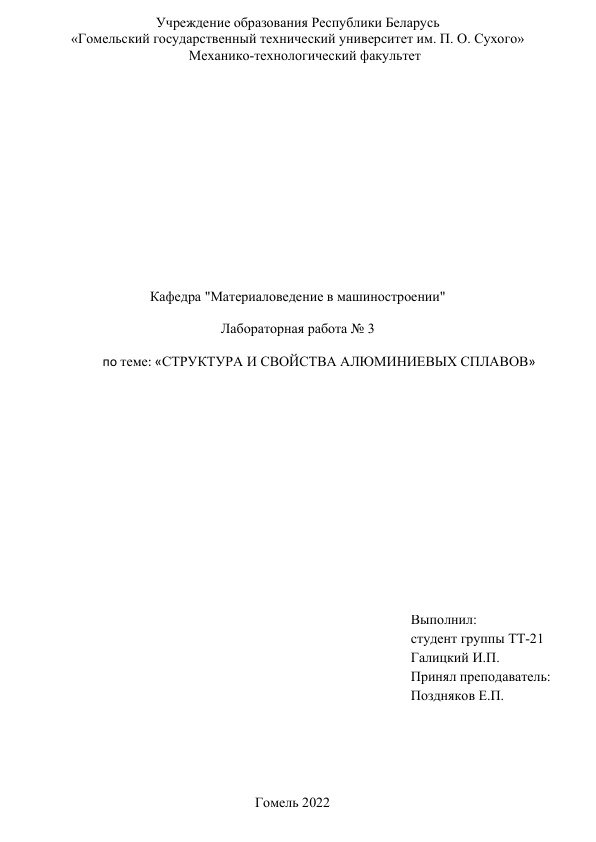 Учреждение образования Республики Беларусь
«Гомельский государственный технический университет им. П. О. Сухого»
Механико-технологический факультет
Кафедра "Материаловедение в машиностроении"
Лабораторная работа № 3
по теме: «СТРУКТУРА И СВОЙСТВА АЛЮМИНИЕВЫХ СПЛАВОВ»
Выполнил:
студент группы ТТ-21
Галицкий И.П.
Принял преподаватель:
Поздняков Е.П.
Гомель 2022